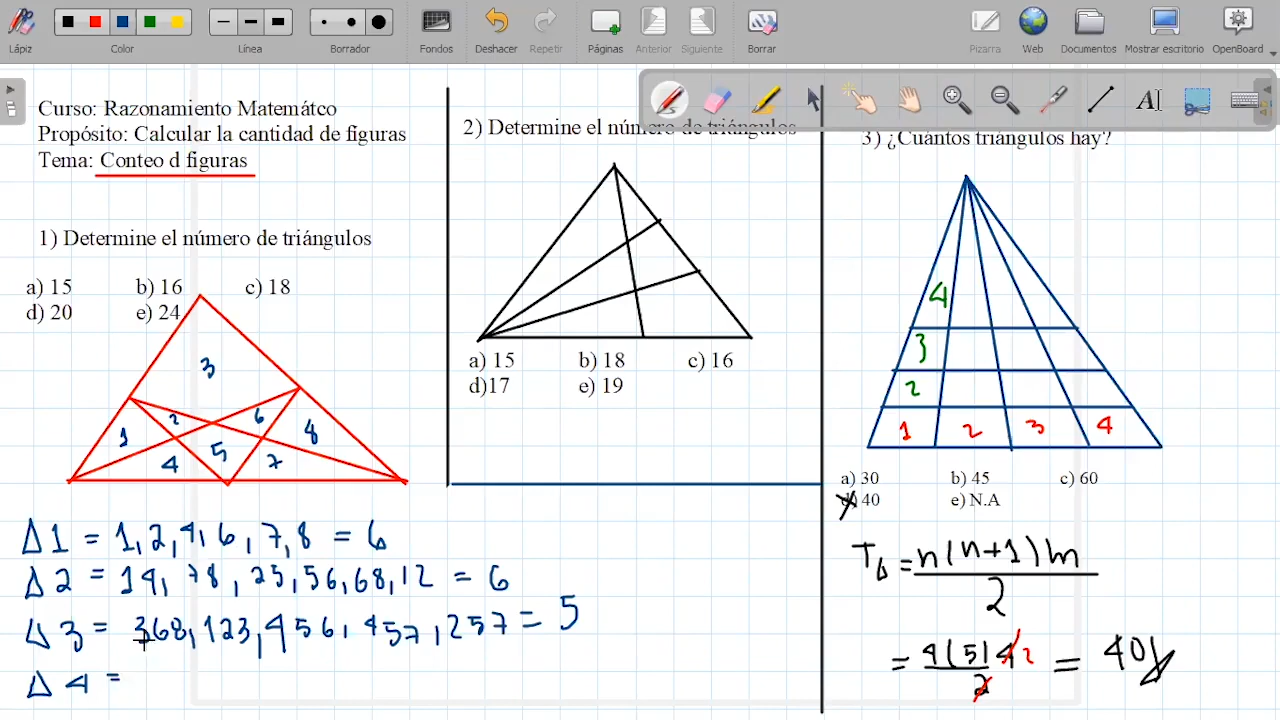 Lápiz
Color
Línea
Borrador
Fondos
Deshacer
Repetir
Páginas
Anterior
Siguiente
Borrar
Pizarra
Web
Documentos
Mostrar escritorio
OpenBoard
Curso: Razonamiento Matemátco
Propósito: Calcular la cantidad de figuras
Tema: Conteo d figuras
1) Determine el número de triángulos
a) 15 b) 16 c) 18
d) 20 e) 24
3
2 6
1 8
4 5 7
Δ1 = 1,2,4,6,7,8 = 6
Δ2 = 14, 78, 25,56,68,12 = 6
Δ3 = 368,123,456,457,257 = 5
Δ4 =
2) Determine el número de triángulos
a) 15 b) 18 c) 16
d)17 e) 19
3) ¿Cuántos triángulos hay?
4
3
2
1 2 3 4
a) 30 b) 45 c) 60
d) 40 e) N.A
TΔ = n(n+1)m
2
= 4(5)4 2 = 40
2